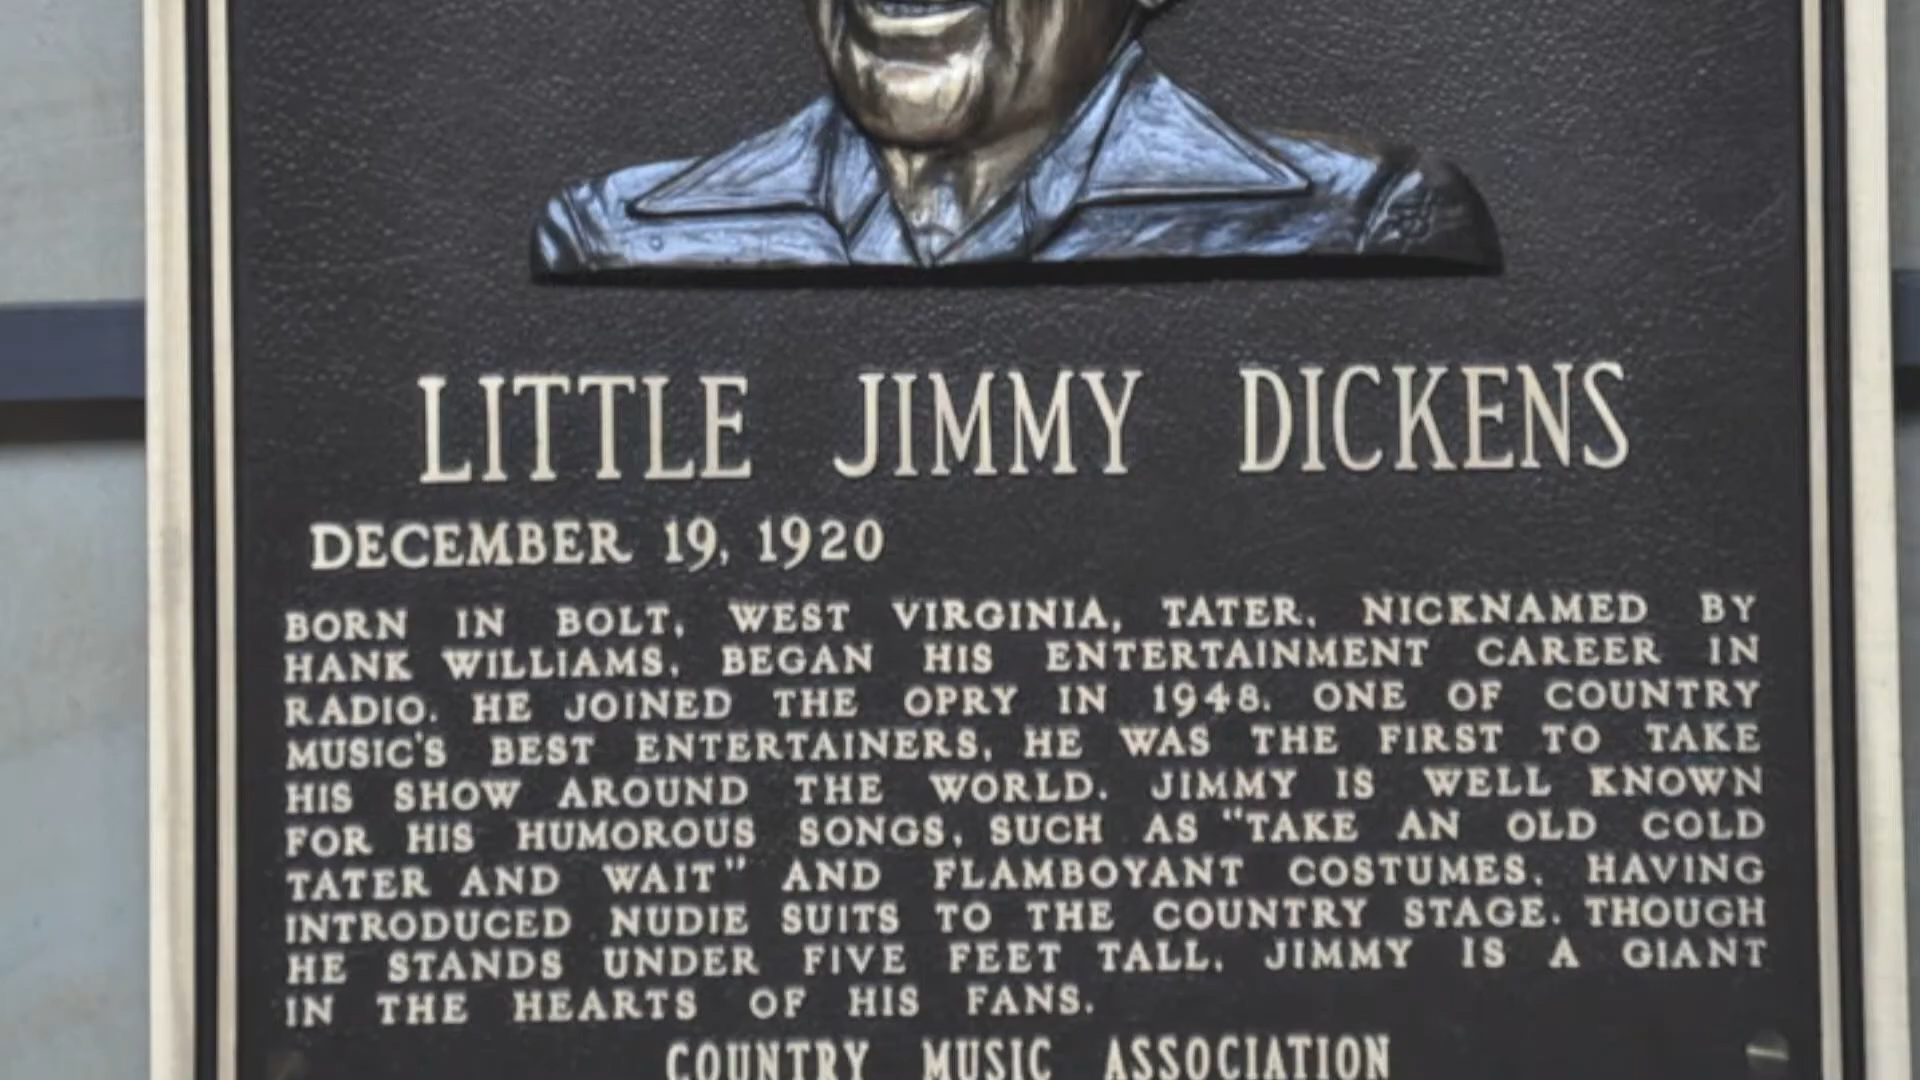 LITTLE JIMMY DICKENS
DECEMBER 19, 1920
BORN IN BOLT, WEST VIRGINIA, TATER, NICKNAMED BY
HANK WILLIAMS, BEGAN HIS ENTERTAINMENT CAREER IN
RADIO. HE JOINED THE OPRY IN 1948. ONE OF COUNTRY
MUSIC'S BEST ENTERTAINERS, HE WAS THE FIRST TO TAKE
HIS SHOW AROUND THE WORLD. JIMMY IS WELL KNOWN
FOR HIS HUMOROUS SONGS, SUCH AS "TAKE AN OLD COLD
TATER AND WAIT" AND FLAMBOYANT COSTUMES, HAVING
INTRODUCED NUDIE SUITS TO THE COUNTRY STAGE. THOUGH
HE STANDS UNDER FIVE FEET TALL, JIMMY IS A GIANT
IN THE HEARTS OF HIS FANS.
COUNTRY MUSIC ASSOCIATION